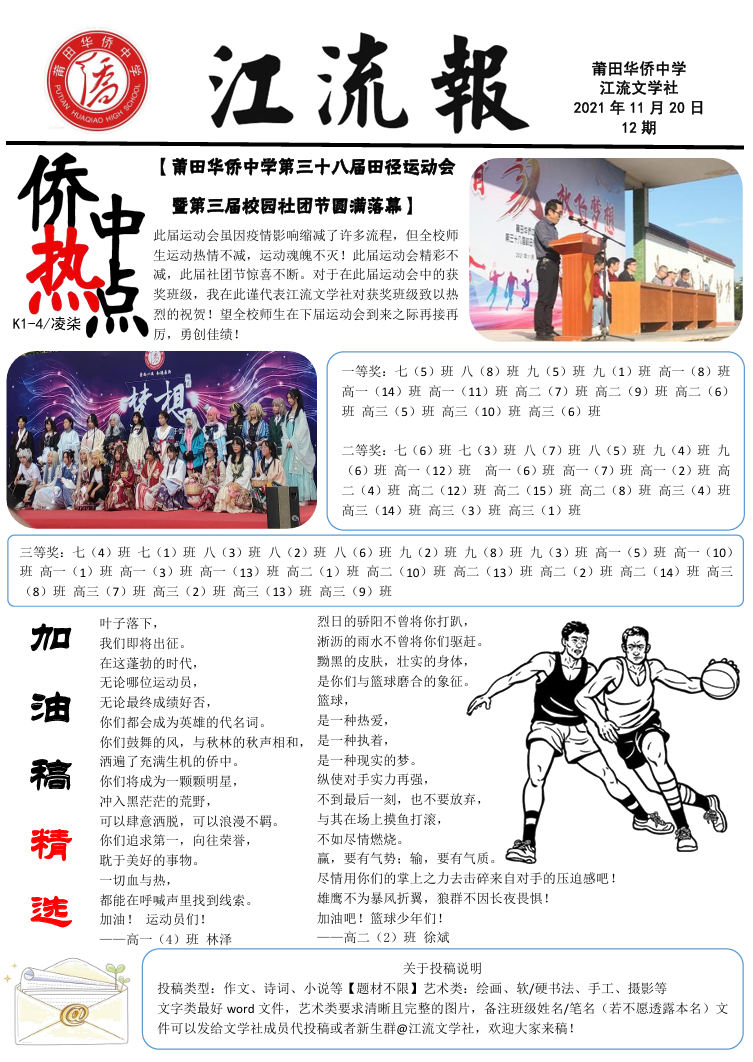 莆田华侨中学
PUTIAN HUAQIAO HIGH SCHOOL
侨
江流報
莆田华侨中学
江流文学社
2021年11月20日
12期
侨中
热点
K1-4/凌柒
【莆田华侨中学第三十八届田径运动会
暨第三届校园社团节圆满落幕】
此届运动会虽因疫情影响缩减了许多流程，但全校师
生运动热情不减，运动魂魄不灭！此届运动会精彩不
减，此届社团节惊喜不断。对于在此届运动会中的获
奖班级，我在此谨代表江流文学社对获奖班级致以热
烈的祝贺！望全校师生在下届运动会到来之际再接再
厉，勇创佳绩！
放飞梦想
梦想
一等奖：七（5）班 八（8）班 九（5）班 九（1）班 高一（8）班
高一（14）班 高一（11）班 高二（7）班 高二（9）班 高二（6）
班 高三（5）班 高三（10）班 高三（6）班
二等奖：七（6）班 七（3）班 八（7）班 八（5）班 九（4）班 九
（6）班 高一（12）班 高一（6）班 高一（7）班 高一（2）班 高
二（4）班 高二（12）班 高二（15）班 高二（8）班 高三（4）班
高三（14）班 高三（3）班 高三（1）班
三等奖：七（4）班 七（1）班 八（3）班 八（2）班 八（6）班 九（2）班 九（8）班 九（3）班 高一（5）班 高一（10）
班 高一（1）班 高一（3）班 高一（13）班 高二（1）班 高二（10）班 高二（13）班 高二（2）班 高二（14）班 高三
（8）班 高三（7）班 高三（2）班 高三（13）班 高三（9）班
加油稿精选
叶子落下，
我们即将出征。
在这蓬勃的时代，
无论哪位运动员，
无论最终成绩好否，
你们都会成为英雄的代名词。
你们鼓舞的风，与秋林的秋声相和，
洒遍了充满生机的侨中。
你们将成为一颗颗明星，
冲入黑茫茫的荒野，
可以肆意洒脱，可以浪漫不羁。
你们追求第一，向往荣誉，
耽于美好的事物。
一切血与热，
都能在呼喊声里找到线索。
加油！ 运动员们！
——高一（4）班 林泽
烈日的骄阳不曾将你打趴，
淅沥的雨水不曾将你们驱赶。
黝黑的皮肤，壮实的身体，
是你们与篮球磨合的象征。
篮球，
是一种热爱，
是一种执着，
是一种现实的梦。
纵使对手实力再强，
不到最后一刻，也不要放弃，
与其在场上摸鱼打滚，
不如尽情燃烧。
赢，要有气势；输，要有气质。
尽情用你们的掌上之力去击碎来自对手的压迫感吧！
雄鹰不为暴风折翼，狼群不因长夜畏惧！
加油吧！篮球少年们！
——高二（2）班 徐斌
@
关于投稿说明
投稿类型：作文、诗词、小说等【题材不限】艺术类：绘画、软/硬书法、手工、摄影等
文字类最好 word 文件，艺术类要求清晰且完整的图片，备注班级姓名/笔名（若不愿透露本名）文
件可以发给文学社成员代投稿或者新生群@江流文学社，欢迎大家来稿！